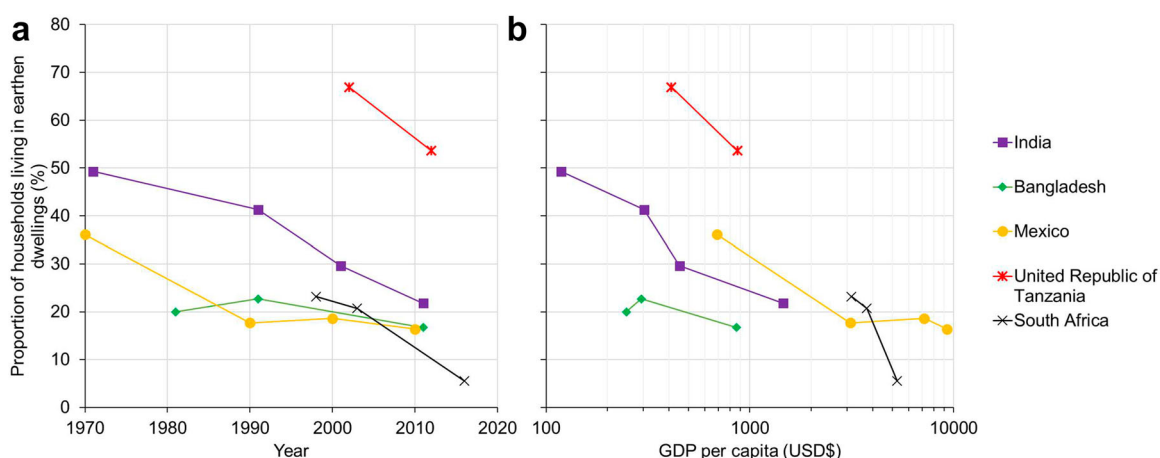 a
b
Proportion of households living in earthen
dwellings (%)
80
70
60
50
40
30
20
10
0
1970 1980 1990 2000 2010 2020
Year
100 1000 10000
GDP per capita (USD$)
India
Bangladesh
Mexico
United Republic of
Tanzania
South Africa